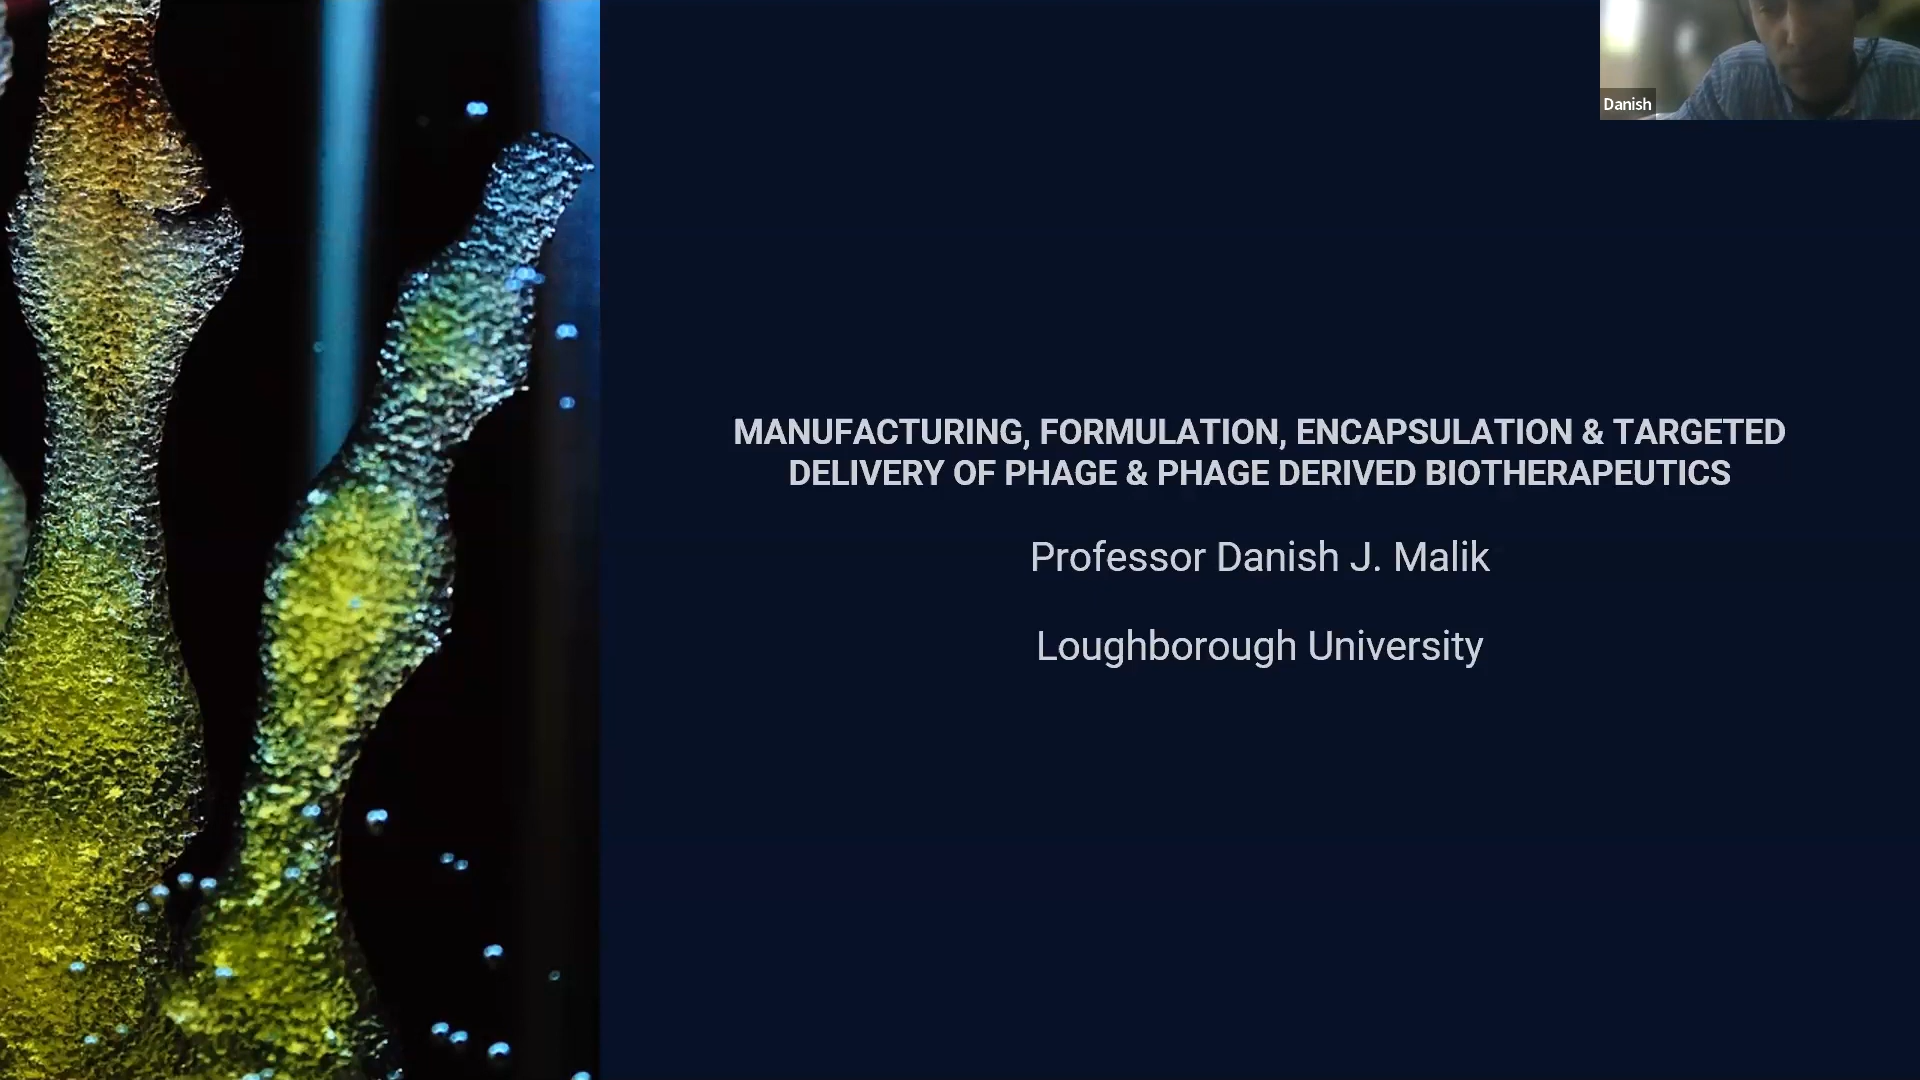 Danish
MANUFACTURING, FORMULATION, ENCAPSULATION & TARGETED
DELIVERY OF PHAGE & PHAGE DERIVED BIOTHERAPEUTICS
Professor Danish J. Malik
Loughborough University